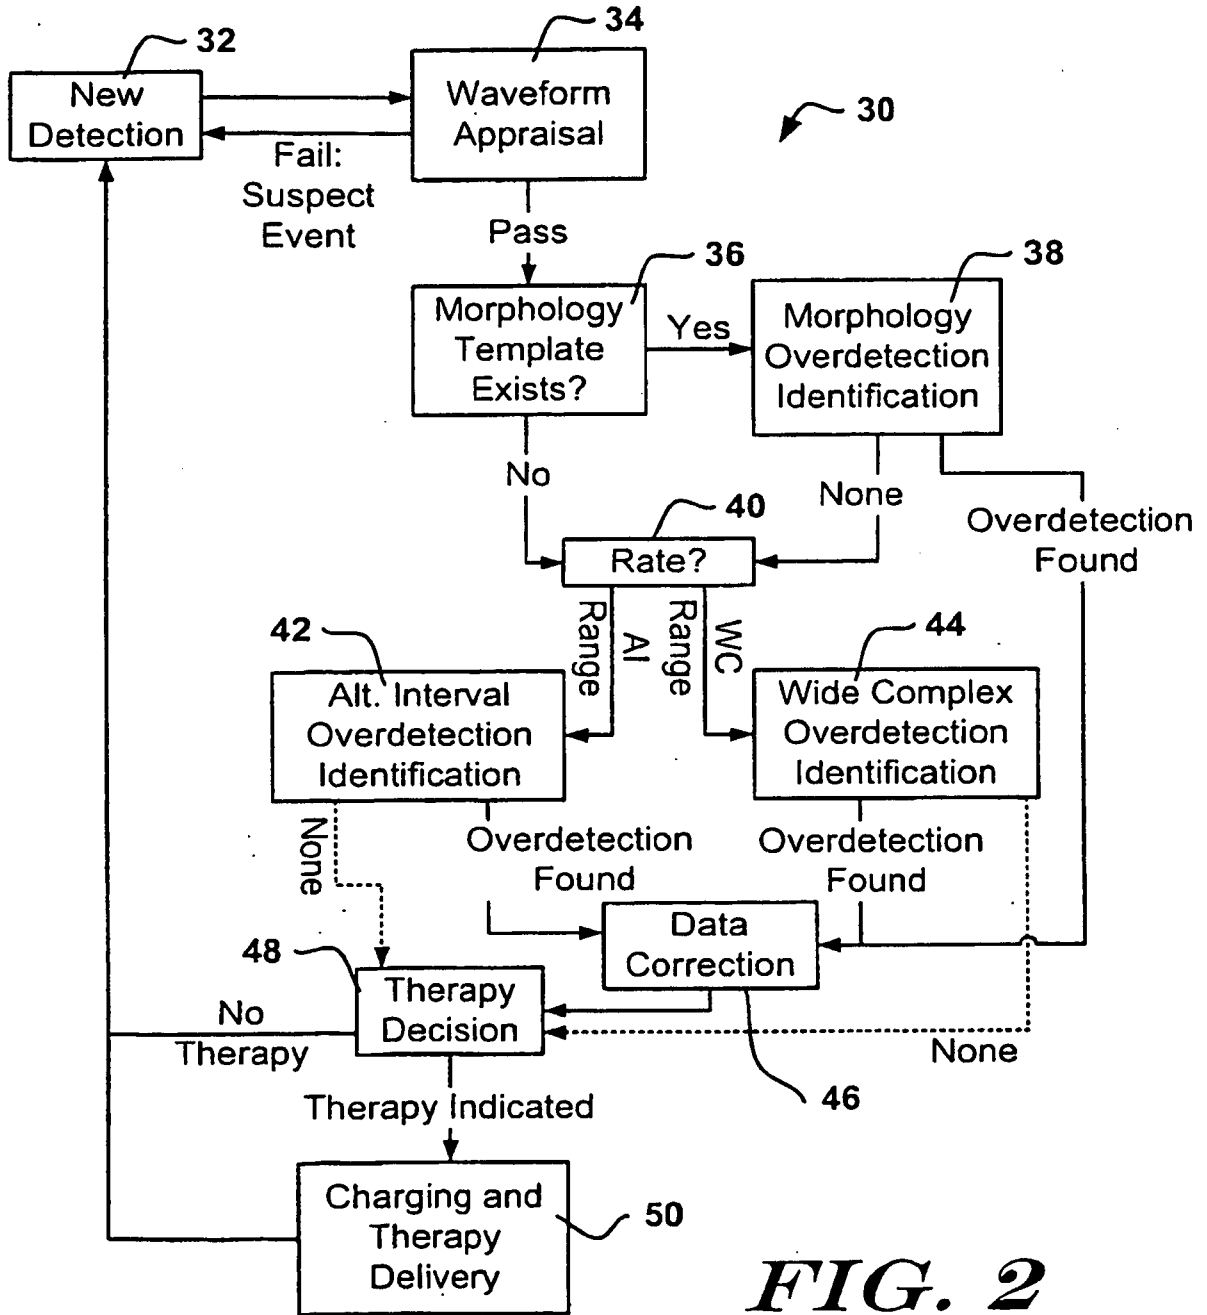 32
New
Detection
34
Waveform
Appraisal
30
Fail:
Suspect
Event
Pass
36
Morphology
Template
Exists?
Yes
38
Morphology
Overdetection
Identification
No
None
Overdetection
Found
40
Rate?
AI
Range
WC
Range
42
Alt. Interval
Overdetection
Identification
44
Wide Complex
Overdetection
Identification
None
Overdetection
Found
Overdetection
Found
Data
Correction
48
Therapy
Decision
No
Therapy
None
46
Therapy Indicated
Charging and
Therapy
Delivery
50
FIG. 2